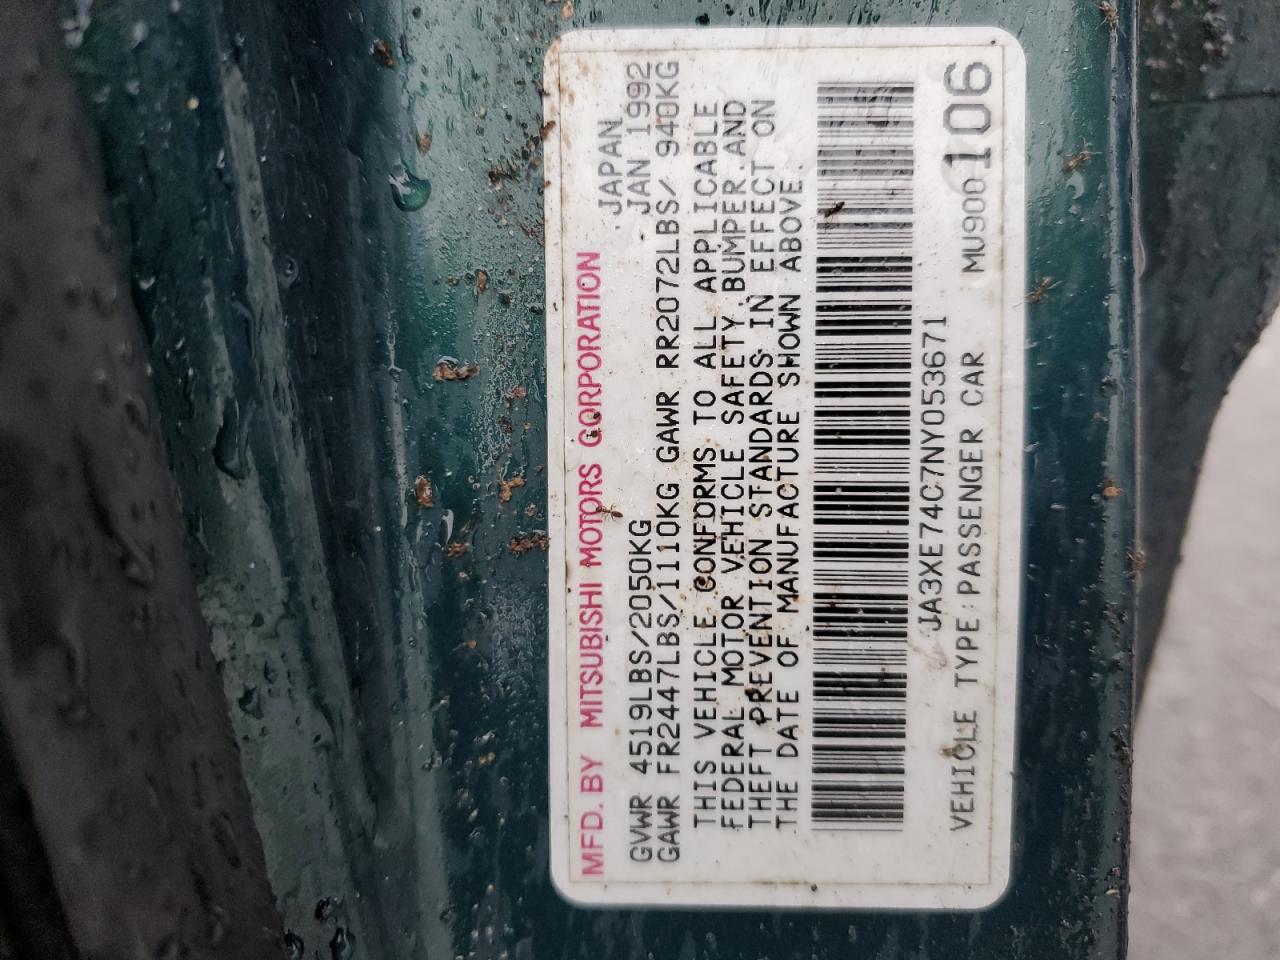 MFD. BY MITSUBISHI MOTORS CORPORATION
JAPAN
GVWR 4519LBS/2050KG JAN 1992
GAWR FR2447LBS/1110KG GAWR RR2072LBS/ 940KG
THIS VEHICLE CONFORMS TO ALL APPLICABLE
FEDERAL MOTOR VEHICLE SAFETY, BUMPER, AND
THEFT PREVENTION STANDARDS IN EFFECT ON
THE DATE OF MANUFACTURE SHOWN ABOVE.
JA3XE74C7NY053671
VEHICLE TYPE:PASSENGER CAR MU900106